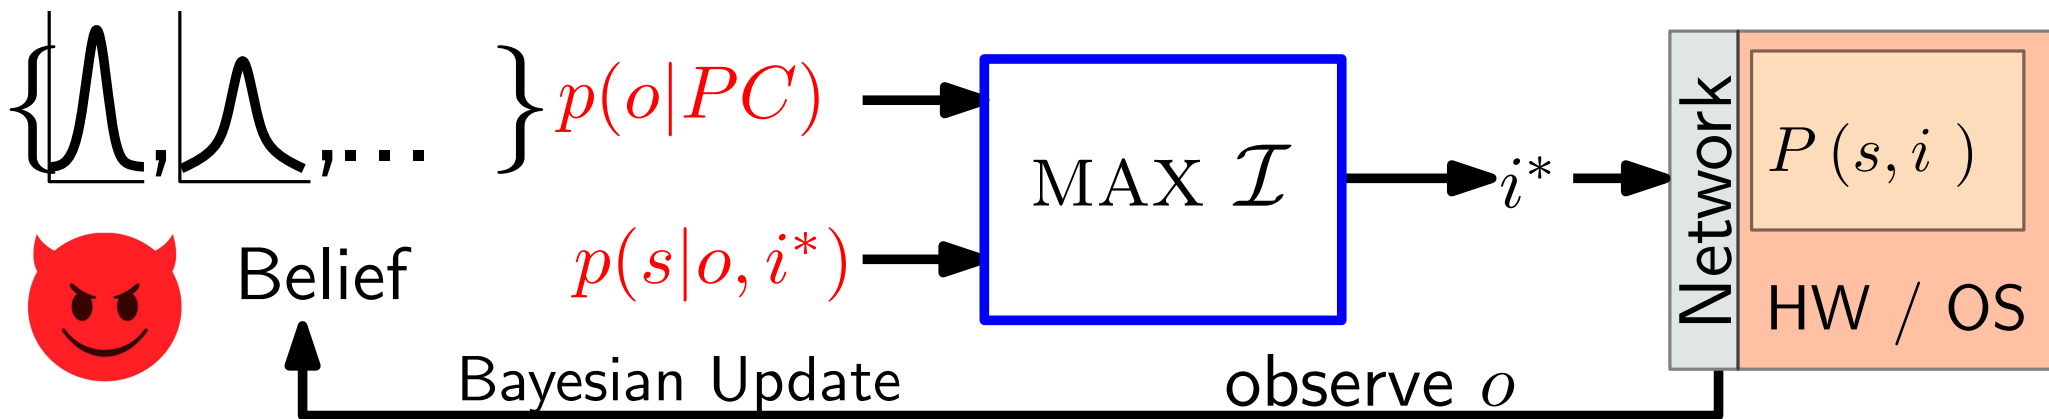 { , , ... } p(o|PC)
MAX 𝓘
i*
Network
P (s, i )
p(s|o, i*)
Belief
HW / OS
Bayesian Update
observe o